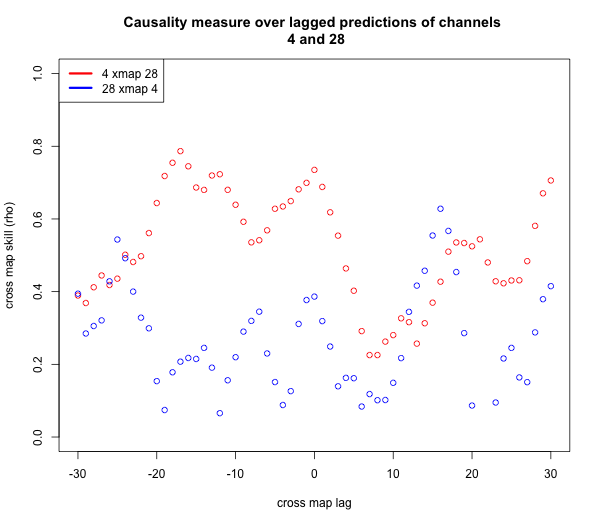 Causality measure over lagged predictions of channels
4 and 28
4 xmap 28
28 xmap 4
cross map skill (rho)
1.0
0.8
0.6
0.4
0.2
0.0
-30
-20
-10
0
10
20
30
cross map lag